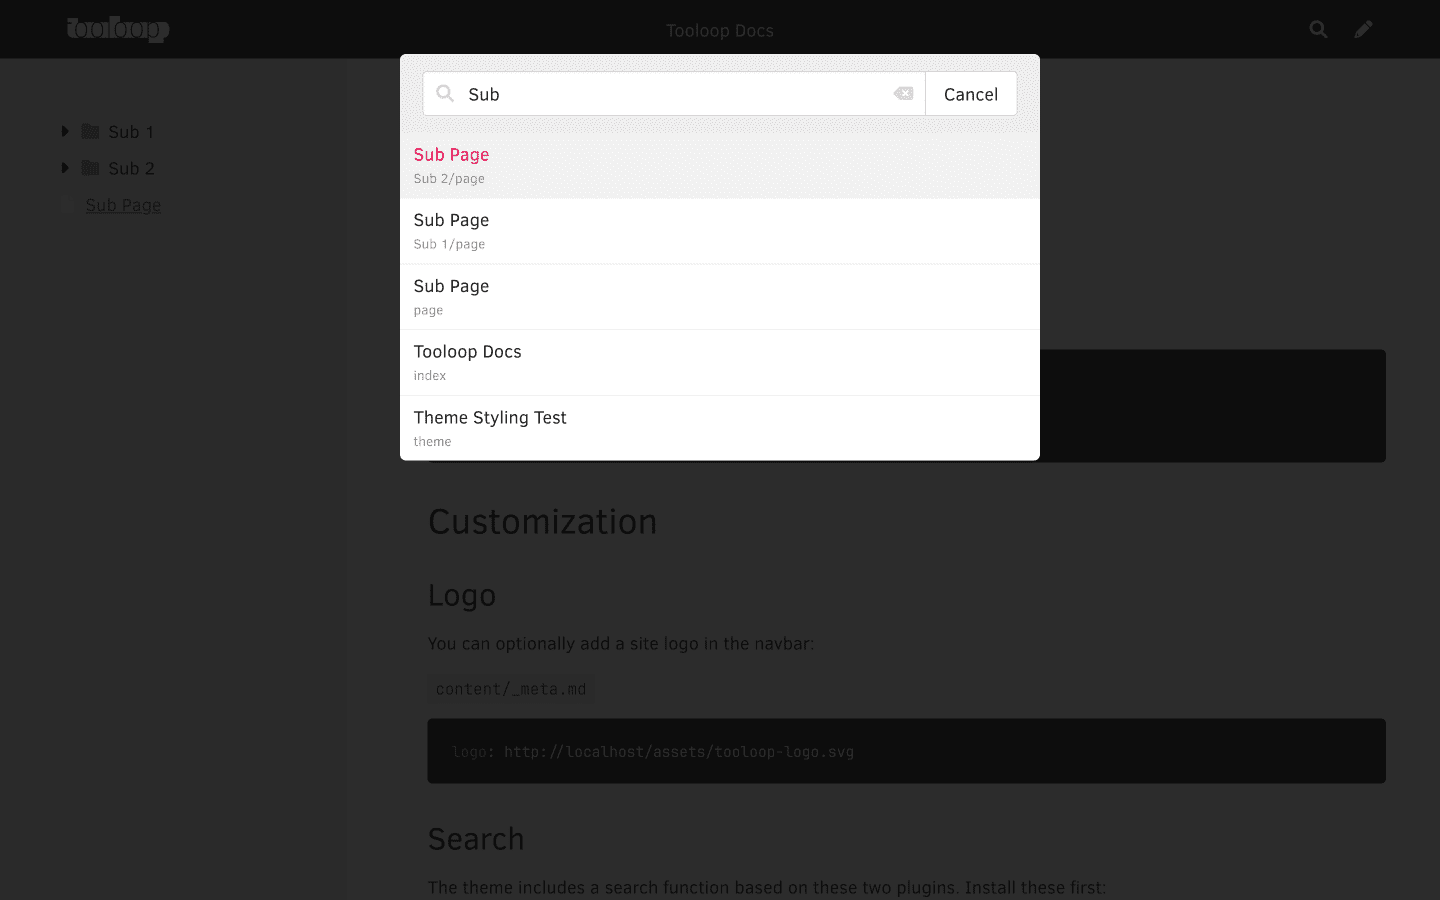 tooloop
Tooloop Docs
Sub
Cancel
Sub 1
Sub 2
Sub Page
Sub Page
Sub 2/page
Sub Page
Sub 1/page
Sub Page
page
Tooloop Docs
index
Theme Styling Test
theme
Customization
Logo
You can optionally add a site logo in the navbar:
content/_meta.md
logo: http://localhost/assets/tooloop-logo.svg
Search
The theme includes a search function based on these two plugins. Install these first: